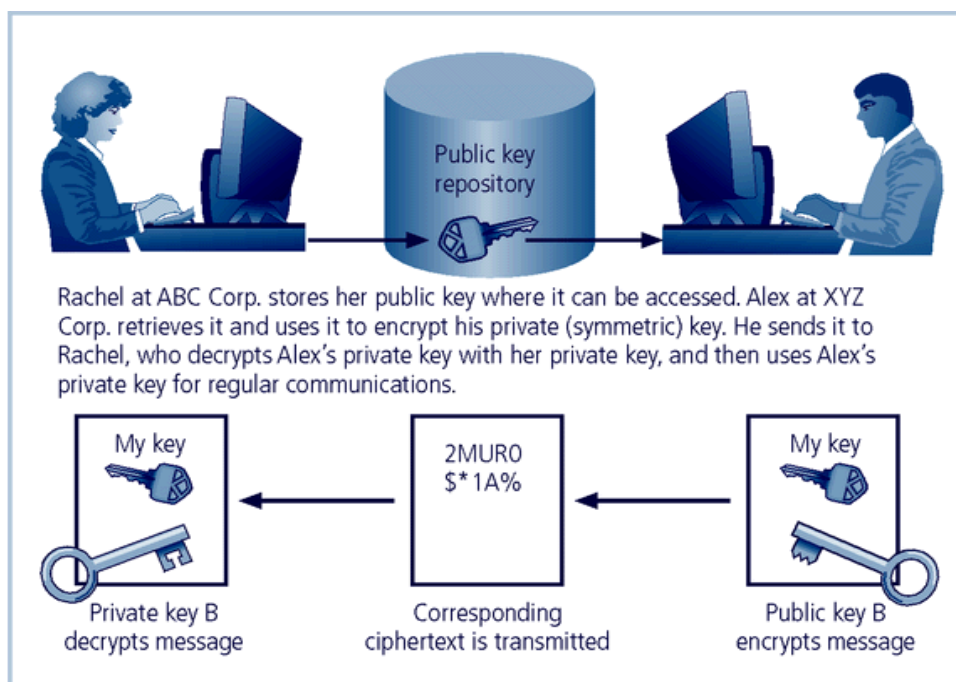 Public key
repository
Rachel at ABC Corp. stores her public key where it can be accessed. Alex at XYZ
Corp. retrieves it and uses it to encrypt his private (symmetric) key. He sends it to
Rachel, who decrypts Alex’s private key with her private key, and then uses Alex’s
private key for regular communications.
My key
2MUR0
$*1A%
My key
Private key B
decrypts message
Corresponding
ciphertext is transmitted
Public key B
encrypts message